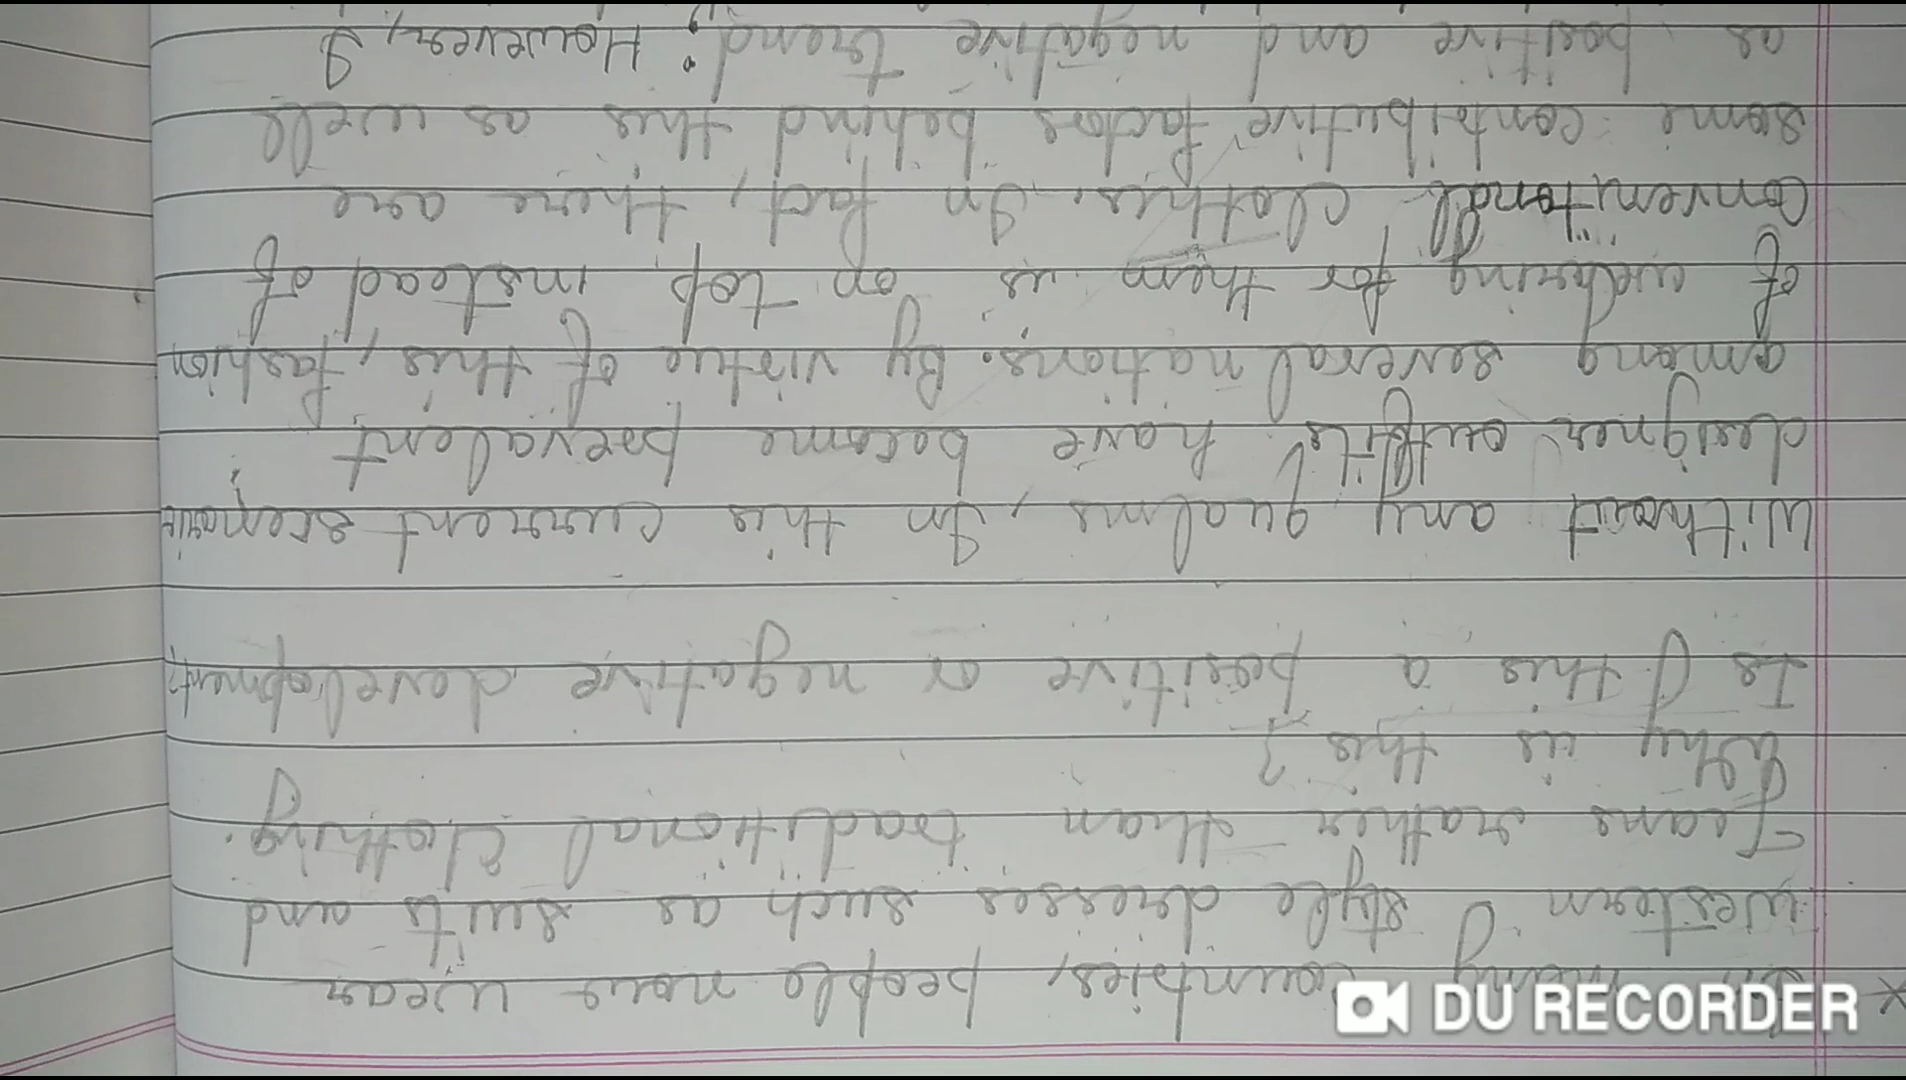 * In many countries, people now wear
western style dresses such as suits and
Jeans rather than traditional clothing.
Why is this?
Is this a positive or negative development?
Without any qualms, In this current scenario,
designer outfits have become prevalent
among several nations. By virtue of this, fashion
of wearing for them is on top instead of
conventional clothes. In fact, there are
some contributive factors behind this as well
as positive and negative trend. However, I
DU RECORDER